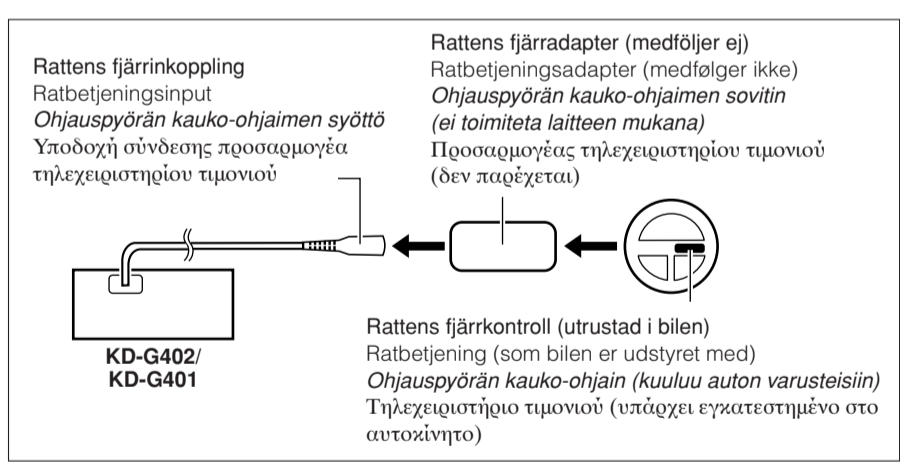 Rattens fjärrinkoppling
Ratbetjeningsinput
Ohjauspyörän kauko-ohjaimen syöttö
Υποδοχή σύνδεσης προσαρμογέα
τηλεχειριστηρίου τιμονιού
Rattens fjärradapter (medföljer ej)
Ratbetjeningsadapter (medfølger ikke)
Ohjauspyörän kauko-ohjaimen sovitin
(ei toimiteta laitteen mukana)
Προσαρμογέας τηλεχειριστηρίου τιμονιού
(δεν παρέχεται)
KD-G402/
KD-G401
Rattens fjärrkontroll (utrustad i bilen)
Ratbetjening (som bilen er udstyret med)
Ohjauspyörän kauko-ohjain (kuuluu auton varusteisiin)
Τηλεχειριστήριο τιμονιού (υπάρχει εγκατεστημένο στο
αυτοκίνητο)